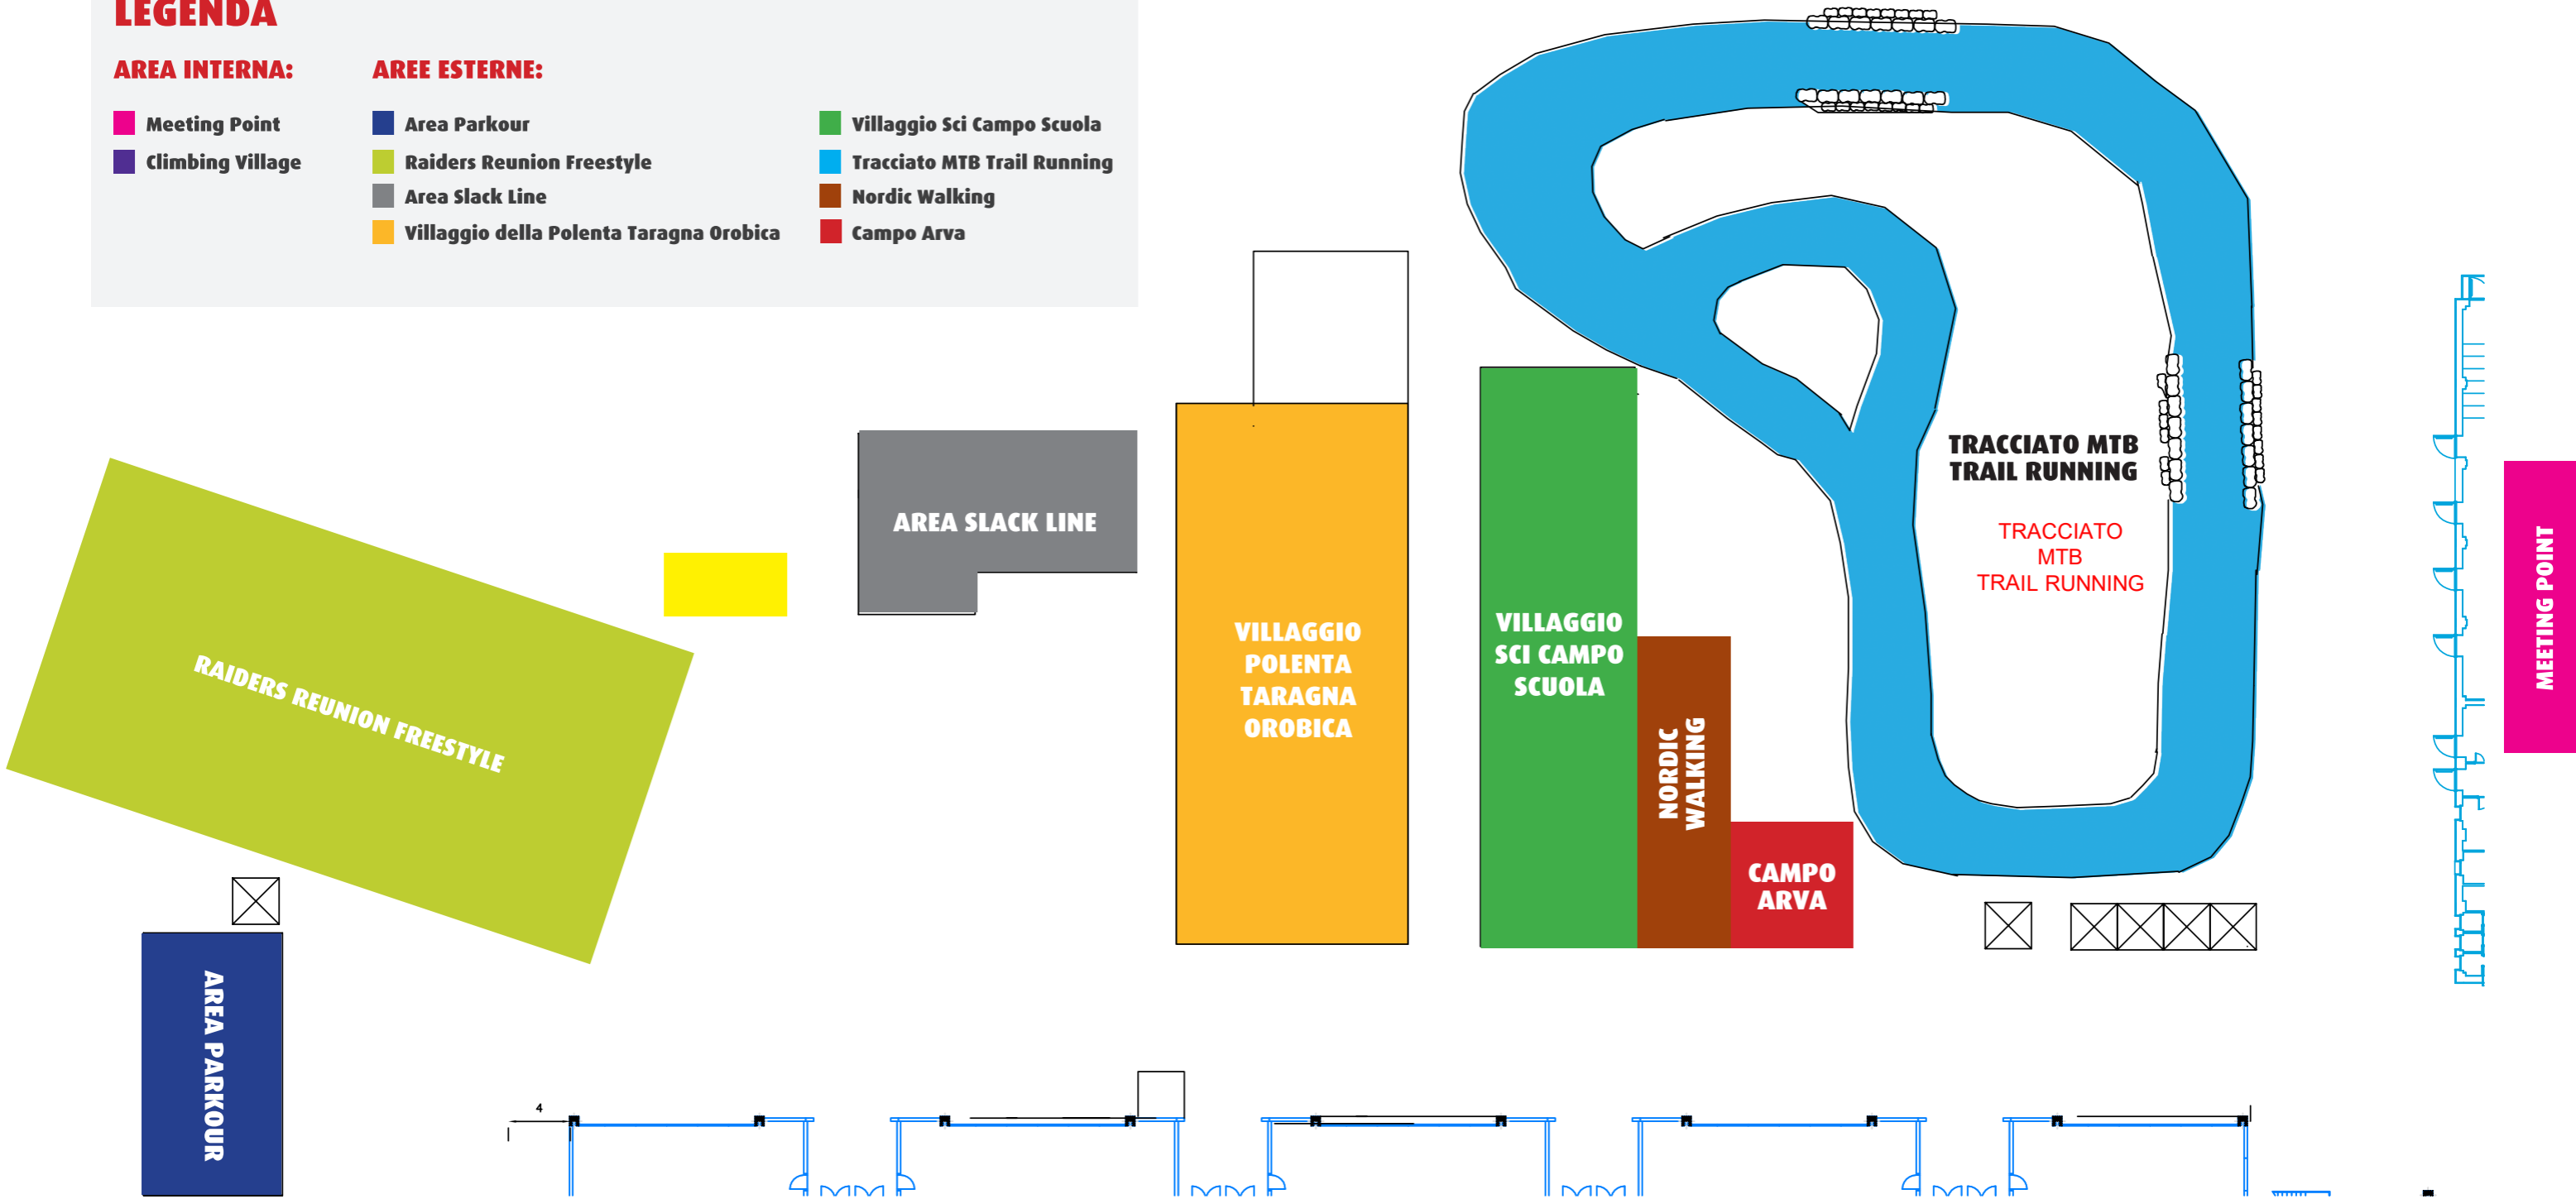 LEGENDA
AREA INTERNA:
Meeting Point
Climbing Village
AREE ESTERNE:
Area Parkour
Raiders Reunion Freestyle
Area Slack Line
Villaggio della Polenta Taragna Orobica
Villaggio Sci Campo Scuola
Tracciato MTB Trail Running
Nordic Walking
Campo Arva
RAIDERS REUNION FREESTYLE
AREA SLACK LINE
VILLAGGIO
POLENTA
TARAGNA
OROBICA
VILLAGGIO
SCI CAMPO
SCUOLA
NORDIC
WALKING
CAMPO
ARVA
TRACCIATO MTB
TRAIL RUNNING
TRACCIATO
MTB
TRAIL RUNNING
MEETING POINT
AREA PARKOUR
4